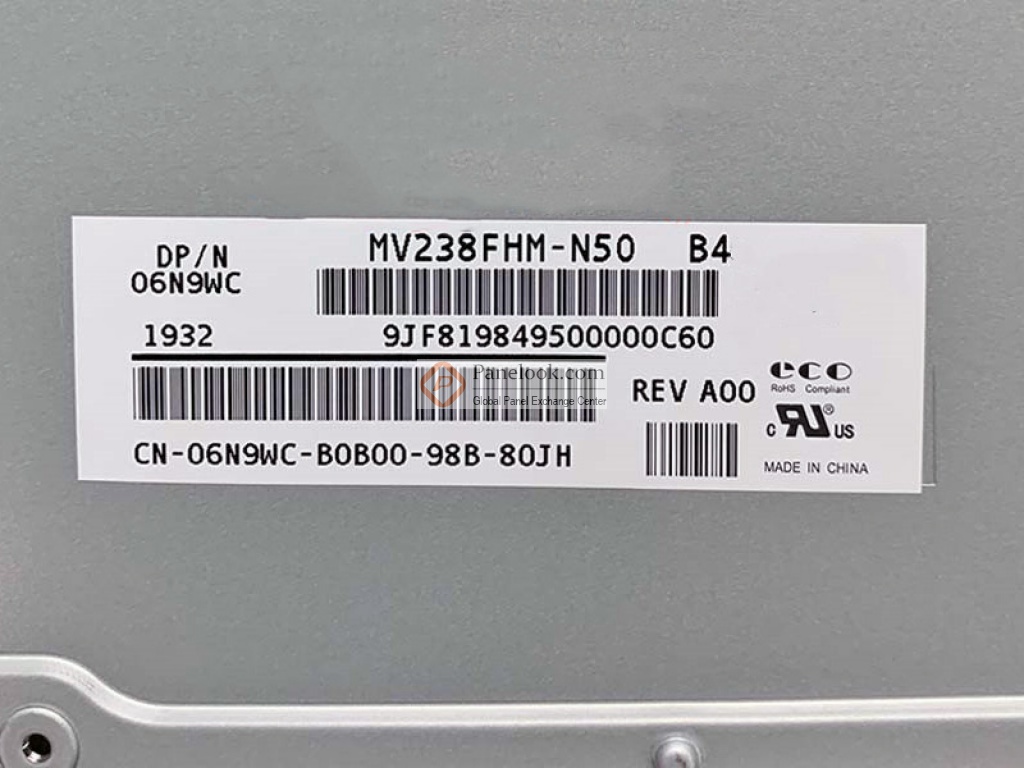 DP/N
06N9WC
MV238FHM-N50 B4
1932
9JF819849500000C60
Panelook.com
Global Panel Exchange Center
REV A00
eco
RoHS Compliant
c UR ® US
CN-06N9WC-B0B00-98B-80JH
MADE IN CHINA